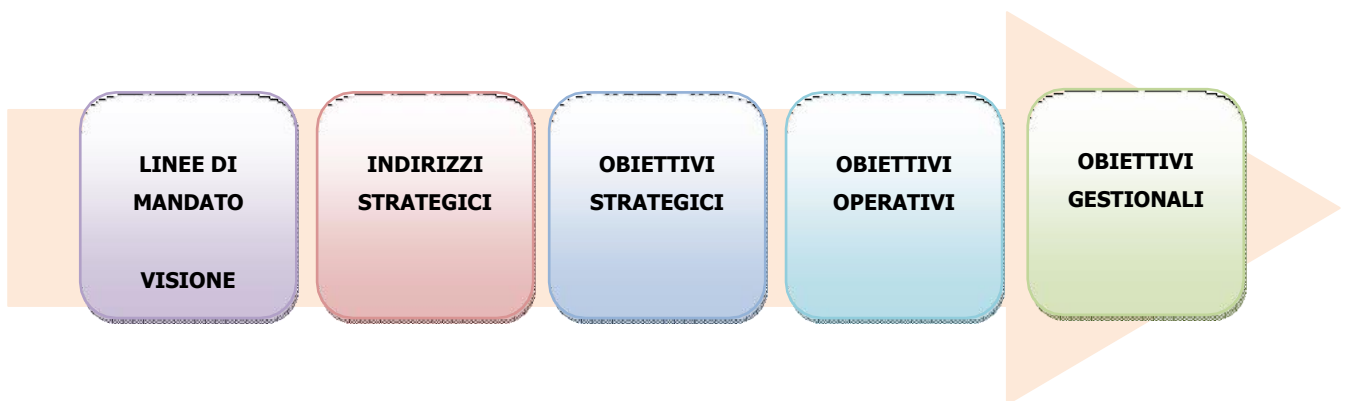 LINEE DI
MANDATO
VISIONE
INDIRIZZI
STRATEGICI
OBIETTIVI
STRATEGICI
OBIETTIVI
OPERATIVI
OBIETTIVI
GESTIONALI